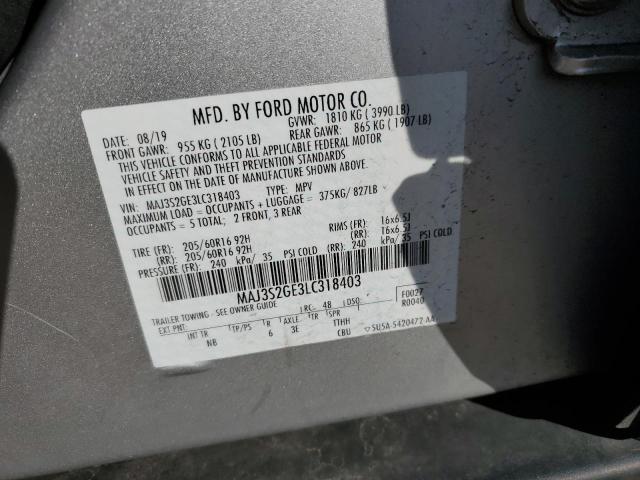 MFD. BY FORD MOTOR CO.
DATE: 08/19 GVWR: 1810 KG ( 3990 LB)
FRONT GAWR: 955 KG ( 2105 LB) REAR GAWR: 865 KG ( 1907 LB)
THIS VEHICLE CONFORMS TO ALL APPLICABLE FEDERAL MOTOR
VEHICLE SAFETY AND THEFT PREVENTION STANDARDS
IN EFFECT ON THE DATE OF MANUFACTURE SHOWN ABOVE.
VIN: MAJ3S2GE3LC318403 TYPE: MPV
MAXIMUM LOAD = OCCUPANTS + LUGGAGE = 375KG/ 827LB
OCCUPANTS = 5 TOTAL; 2 FRONT, 3 REAR
TIRE (FR): 205/60R16 92H RIMS (FR): 16x6.5J
(RR): 205/60R16 92H (RR): 16x6.5J
PRESSURE (FR): 240 kPa/ 35 PSI COLD (RR): 240 kPa/ 35 PSI COLD
MAJ3S2GE3LC318403
TRAILER TOWING - SEE OWNER GUIDE RC: 48 DSO: F0027
R0040
EXT PNT:
INT TR TP/PS R AXLE TR SPR
NB 6 3E THH
CBU 5U5A-5420472-AA